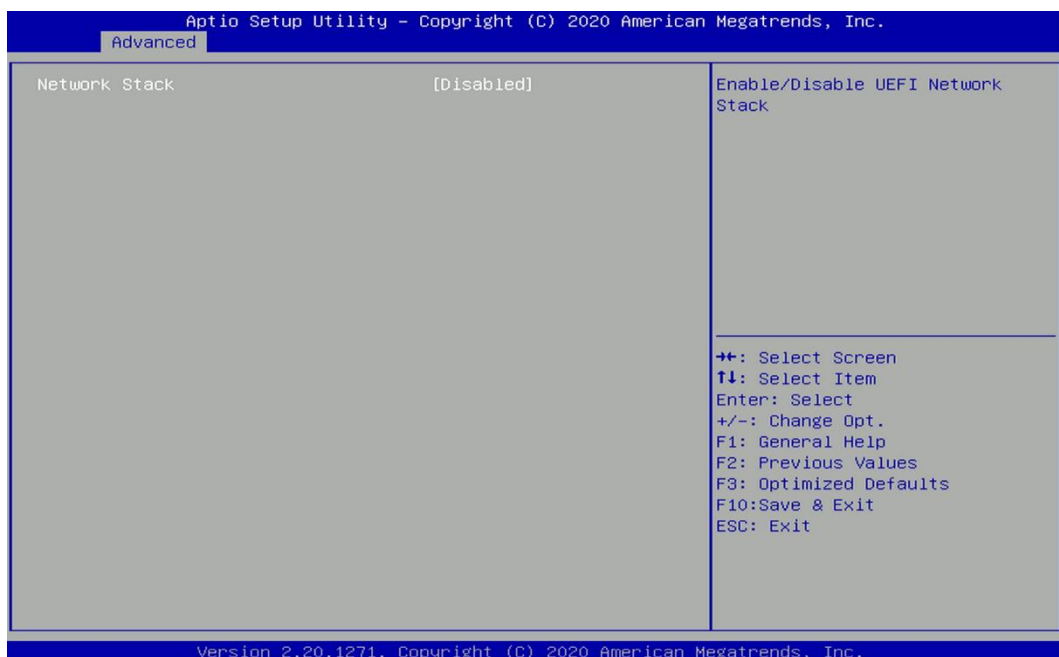 Aptio Setup Utility – Copyright (C) 2020 American Megatrends, Inc.
Advanced
Network Stack [Disabled]
Enable/Disable UEFI Network
Stack
→←: Select Screen
↑↓: Select Item
Enter: Select
+/-: Change Opt.
F1: General Help
F2: Previous Values
F3: Optimized Defaults
F10:Save & Exit
ESC: Exit
Version 2.20.1271. Copyright (C) 2020 American Megatrends, Inc.